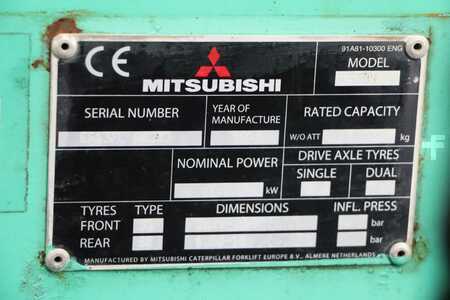 CE
91A81-10300 ENG
MITSUBISHI
MODEL
SERIAL NUMBER
YEAR OF MANUFACTURE
RATED CAPACITY
W/O ATT kg
NOMINAL POWER
kW
DRIVE AXLE TYRES
SINGLE DUAL
TYRES TYPE DIMENSIONS INFL. PRESS
FRONT bar
REAR bar
MANUFACTURED BY MITSUBISHI CATERPILLAR FORKLIFT EUROPE B.V., ALMERE NETHERLANDS